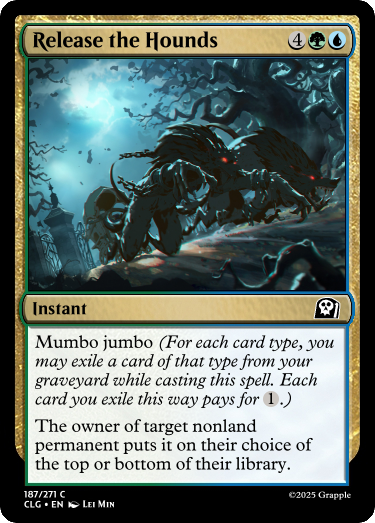 Release the Hounds 4
Instant
Mumbo jumbo (For each card type, you
may exile a card of that type from your
graveyard while casting this spell. Each
card you exile this way pays for 1.)
The owner of target nonland
permanent puts it on their choice of
the top or bottom of their library.
187/271 C
CLG • EN Lei Min
©2025 Grapple